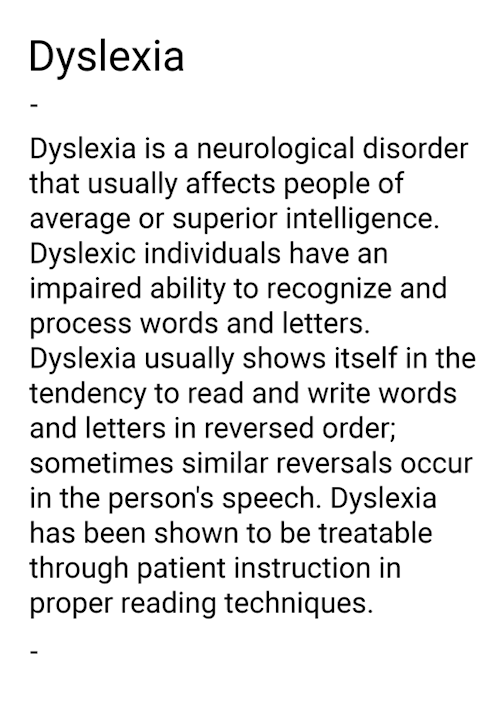 Dyslexia
-
Dyslexia is a neurological disorder
that usually affects people of
average or superior intelligence.
Dyslexic individuals have an
impaired ability to recognize and
process words and letters.
Dyslexia usually shows itself in the
tendency to read and write words
and letters in reversed order;
sometimes similar reversals occur
in the person's speech. Dyslexia
has been shown to be treatable
through patient instruction in
proper reading techniques.
-